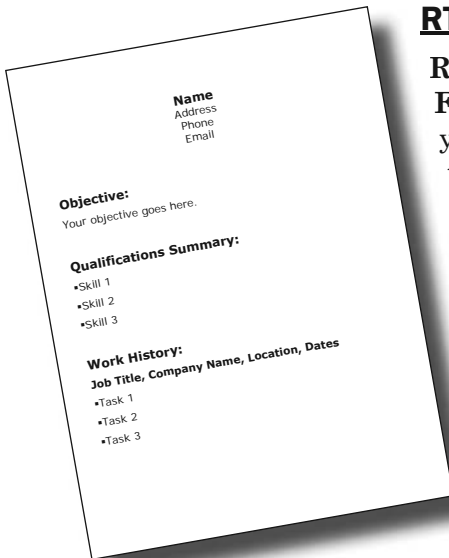 RT
R
F
y
Name
Address
Phone
Email
Objective:
Your objective goes here.
Qualifications Summary:
▪Skill 1
▪Skill 2
▪Skill 3
Work History:
Job Title, Company Name, Location, Dates
▪Task 1
▪Task 2
▪Task 3